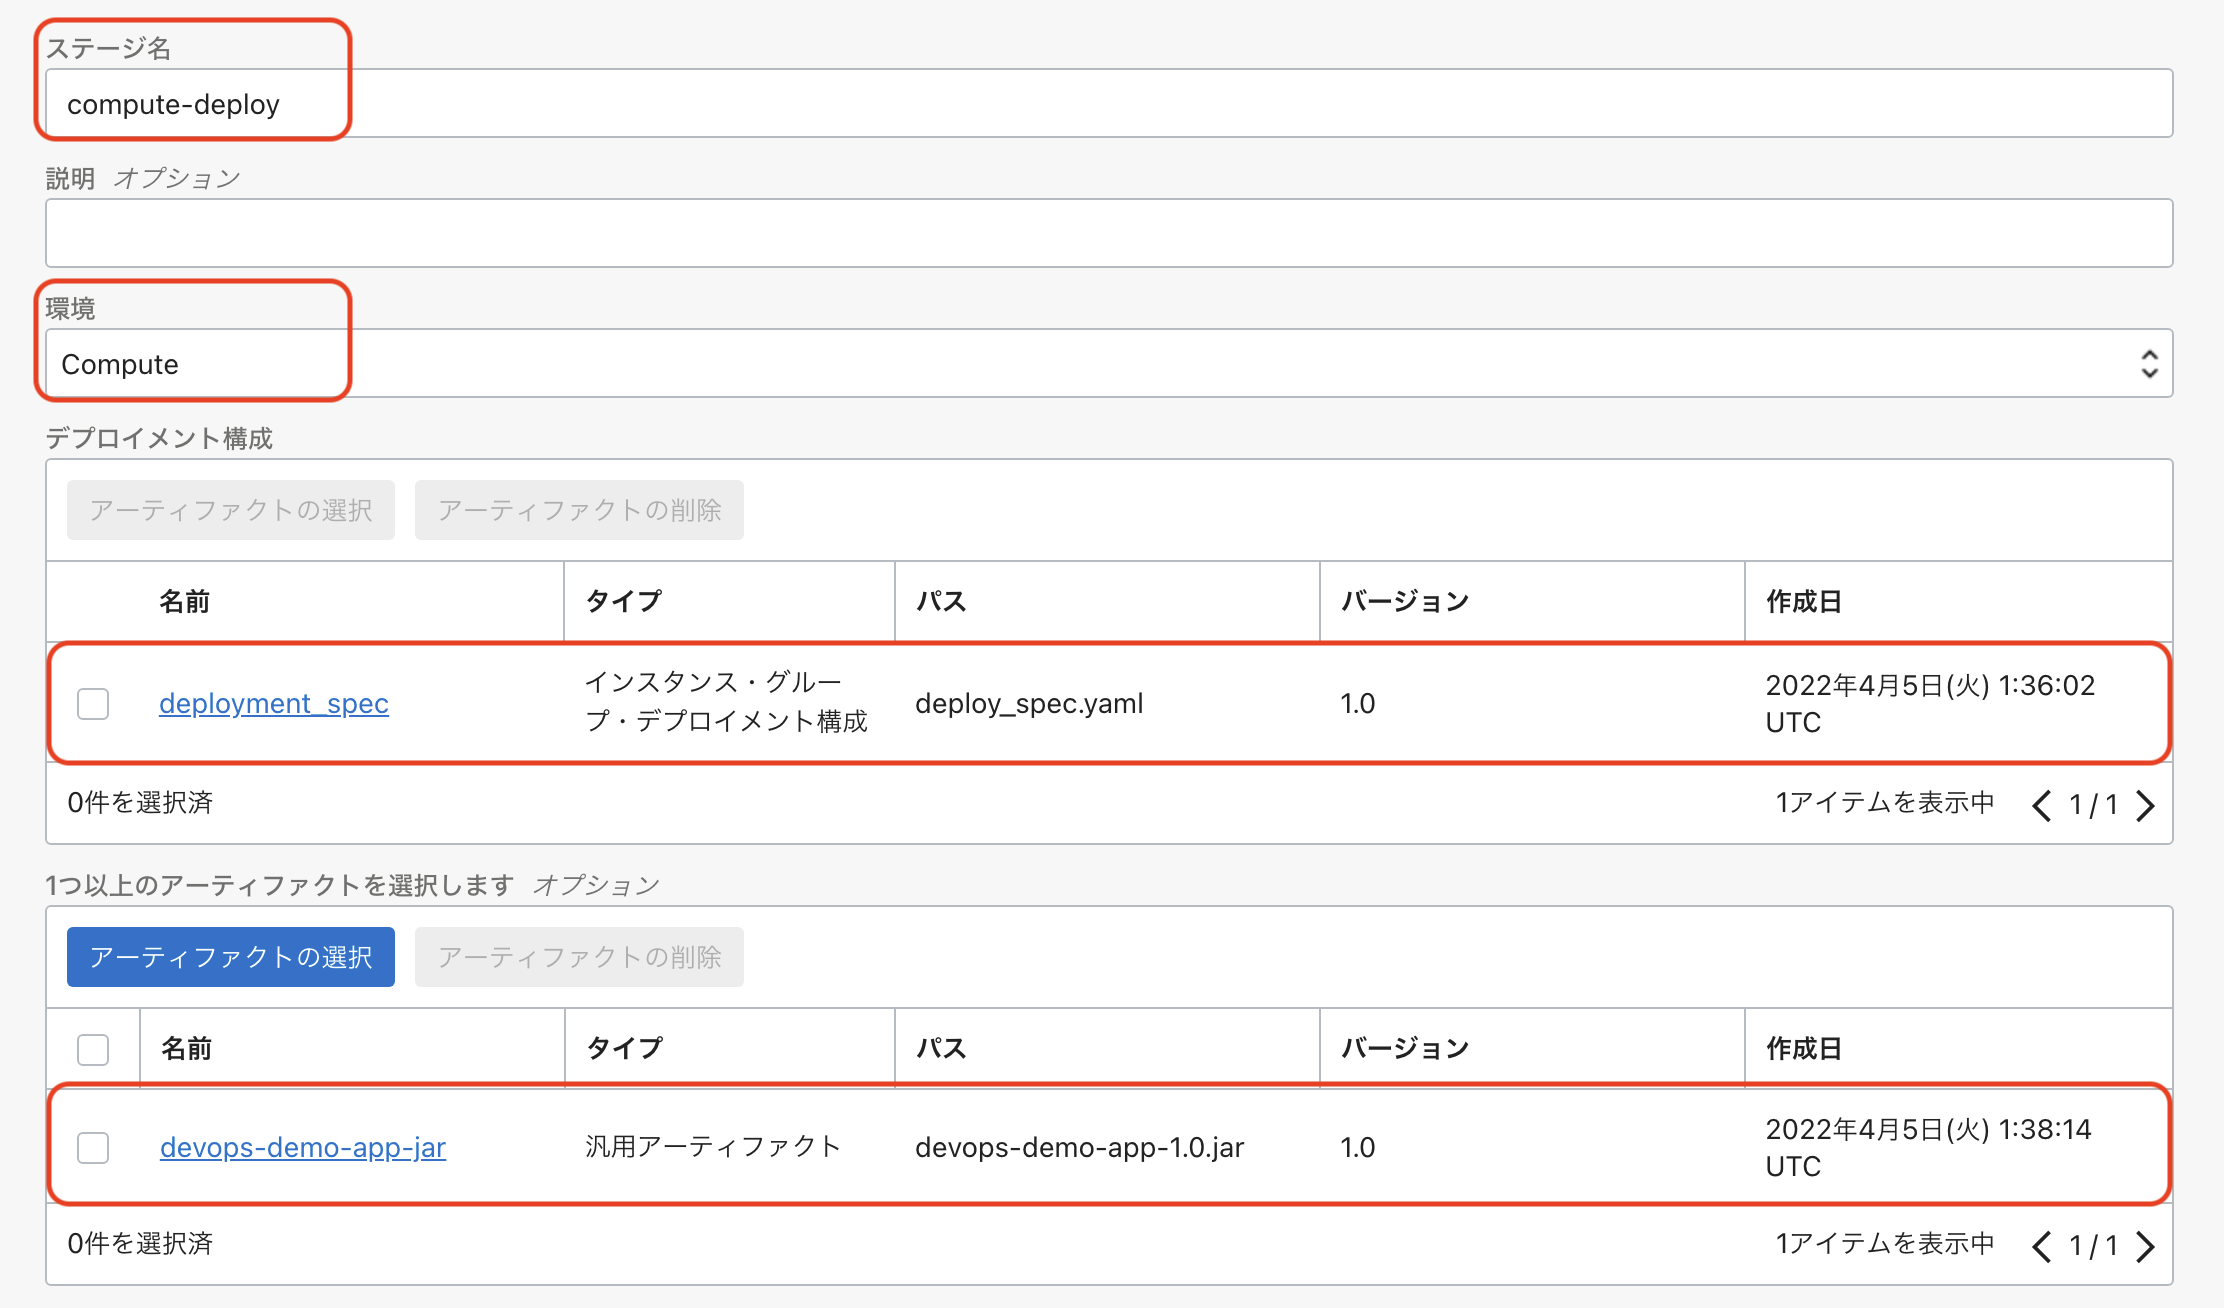 ステージ名
compute-deploy
説明 オプション
環境
Compute
デプロイメント構成
アーティファクトの選択 アーティファクトの削除
名前 タイプ パス バージョン 作成日
deployment_spec インスタンス・グループ・デプロイメント構成 deploy_spec.yaml 1.0 2022年4月5日(火) 1:36:02 UTC
0件を選択済 1アイテムを表示中 1 / 1
1つ以上のアーティファクトを選択します オプション
アーティファクトの選択 アーティファクトの削除
名前 タイプ パス バージョン 作成日
devops-demo-app-jar 汎用アーティファクト devops-demo-app-1.0.jar 1.0 2022年4月5日(火) 1:38:14 UTC
0件を選択済 1アイテムを表示中 1 / 1